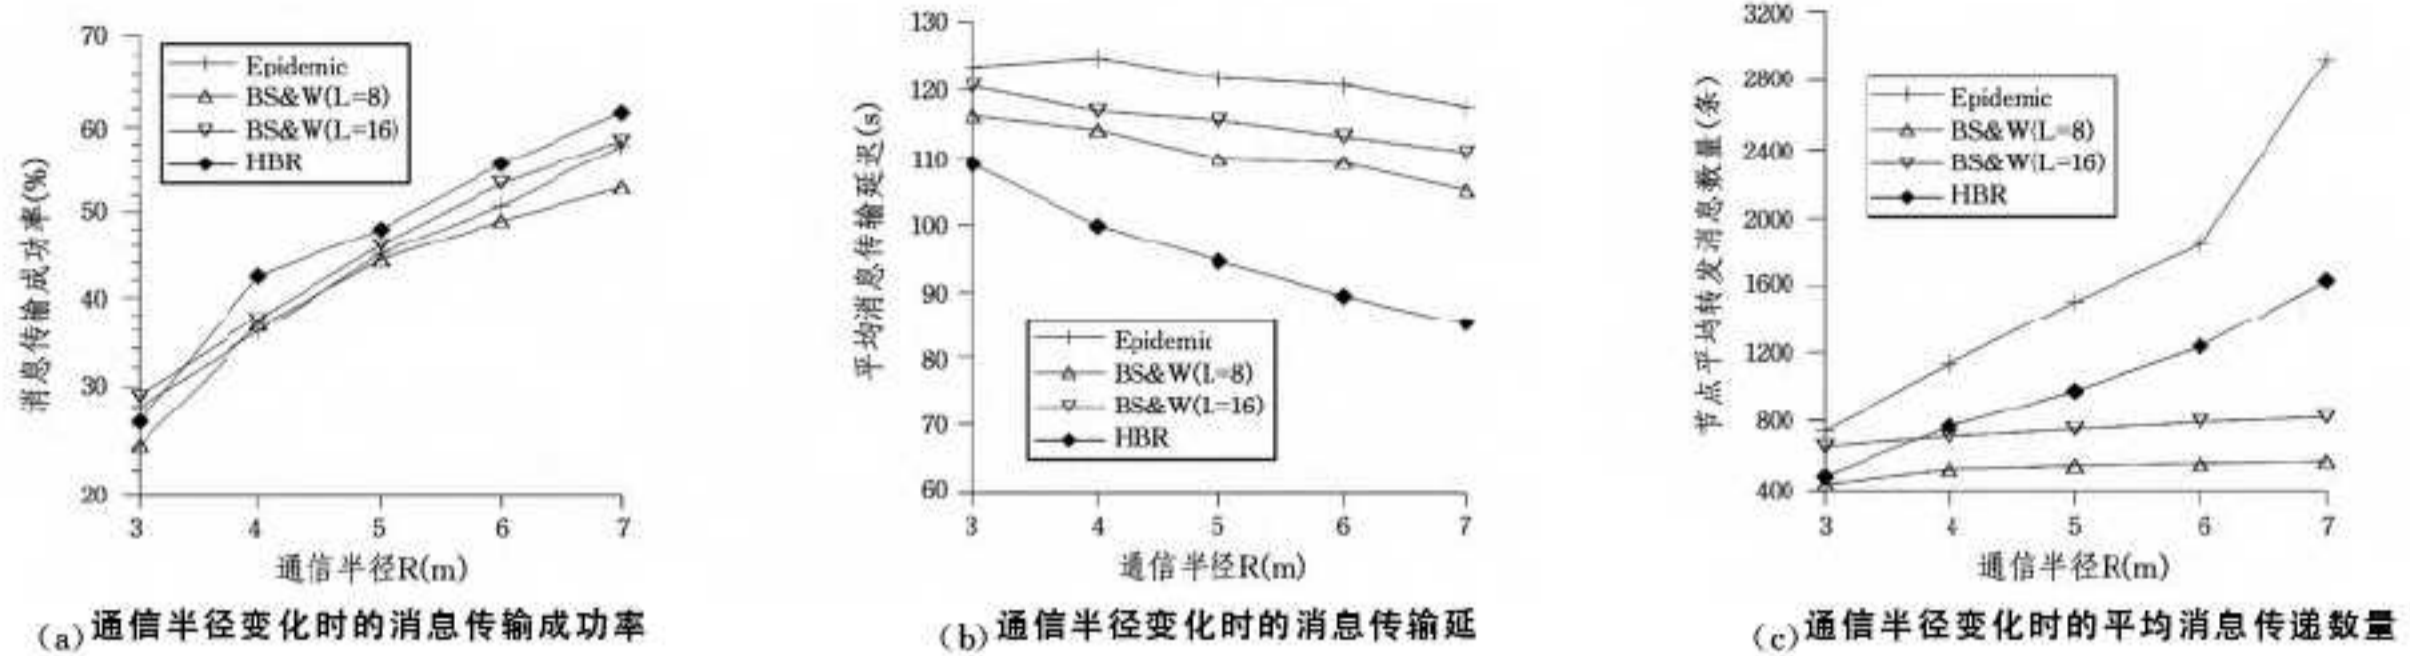 70
60
50
40
30
20
3 4 5 6 7
消息传输成功率(%)
Epidemic
BS&W(L=8)
BS&W(L=16)
HBR
通信半径R(m)
(a)通信半径变化时的消息传输成功率
130
120
110
100
90
80
70
60
3 4 5 6 7
平均消息传输延迟(s)
Epidemic
BS&W(L=8)
BS&W(L=16)
HBR
通信半径R(m)
(b)通信半径变化时的消息传输延
3200
2800
2400
2000
1600
1200
800
400
3 4 5 6 7
节点平均转发消息数量(条)
Epidemic
BS&W(L=8)
BS&W(L=16)
HBR
通信半径R(m)
(c)通信半径变化时的平均消息传递数量